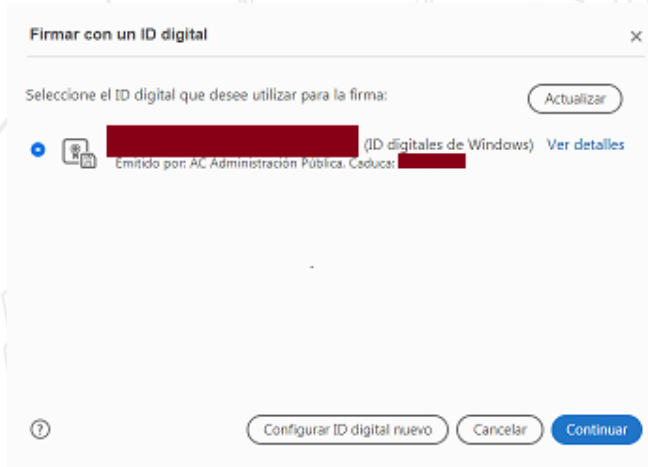 Firmar con un ID digital
Seleccione el ID digital que desee utilizar para la firma:
Actualizar
(ID digitales de Windows) Ver detalles
Emitido por: AC Administración Pública. Caduca:
Configurar ID digital nuevo Cancelar Continuar